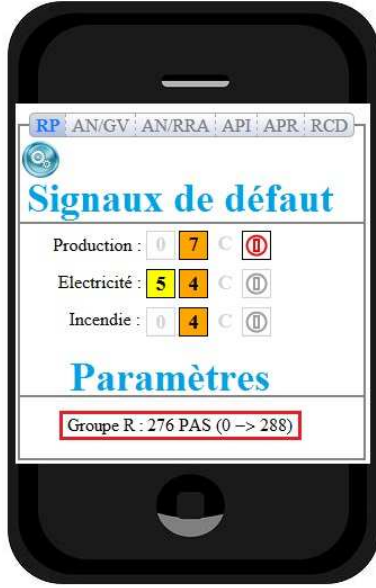 RP AN/GV AN/RRA API APR RCD
Signaux de défaut
Production : 0 7 C
Electricité : 5 4 C
Incendie : 0 4 C
Paramètres
Groupe R : 276 PAS (0 –> 288)